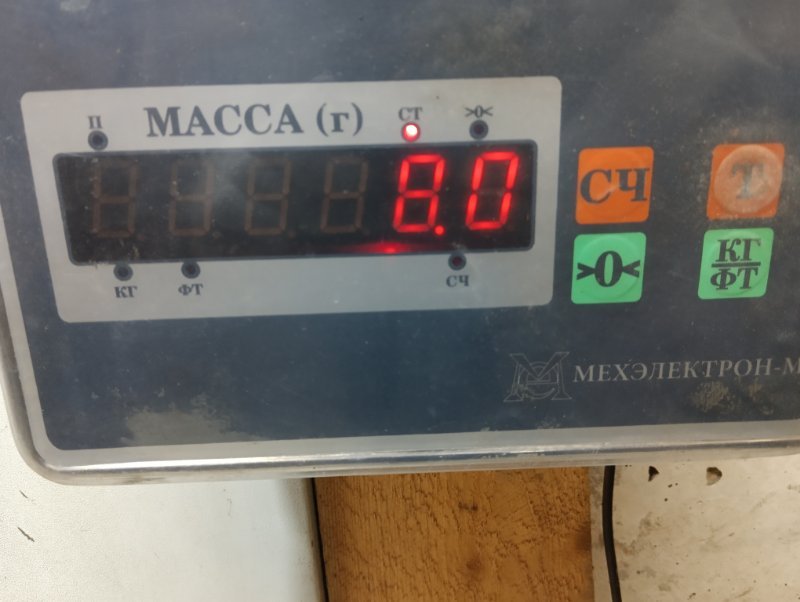 П МАССА (г) СТ >0<
8.0
КГ ФТ СЧ
СЧ Т
>0< КГ
ФТ
МЕХЭЛЕКТРОН-М